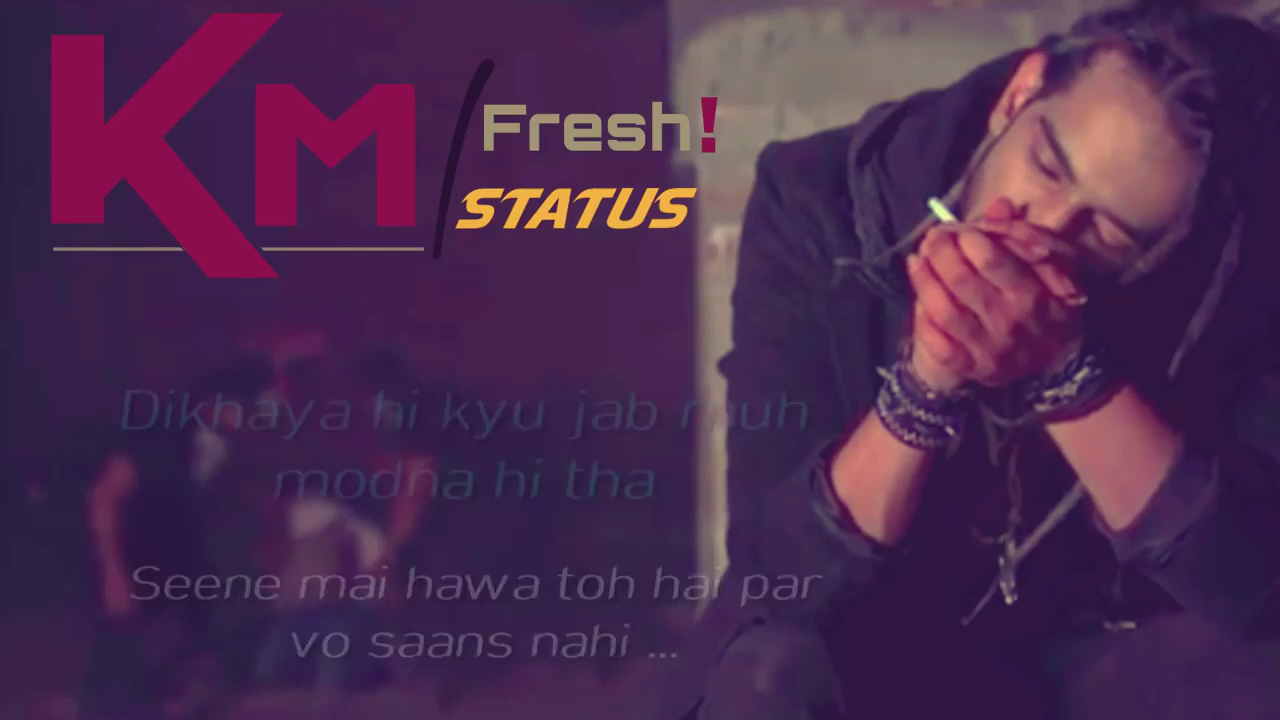 KM
Fresh!
STATUS
Dikhaya hi kyu jab muh
modna hi tha
Seene mai hawa toh hai par
vo saans nahi ...